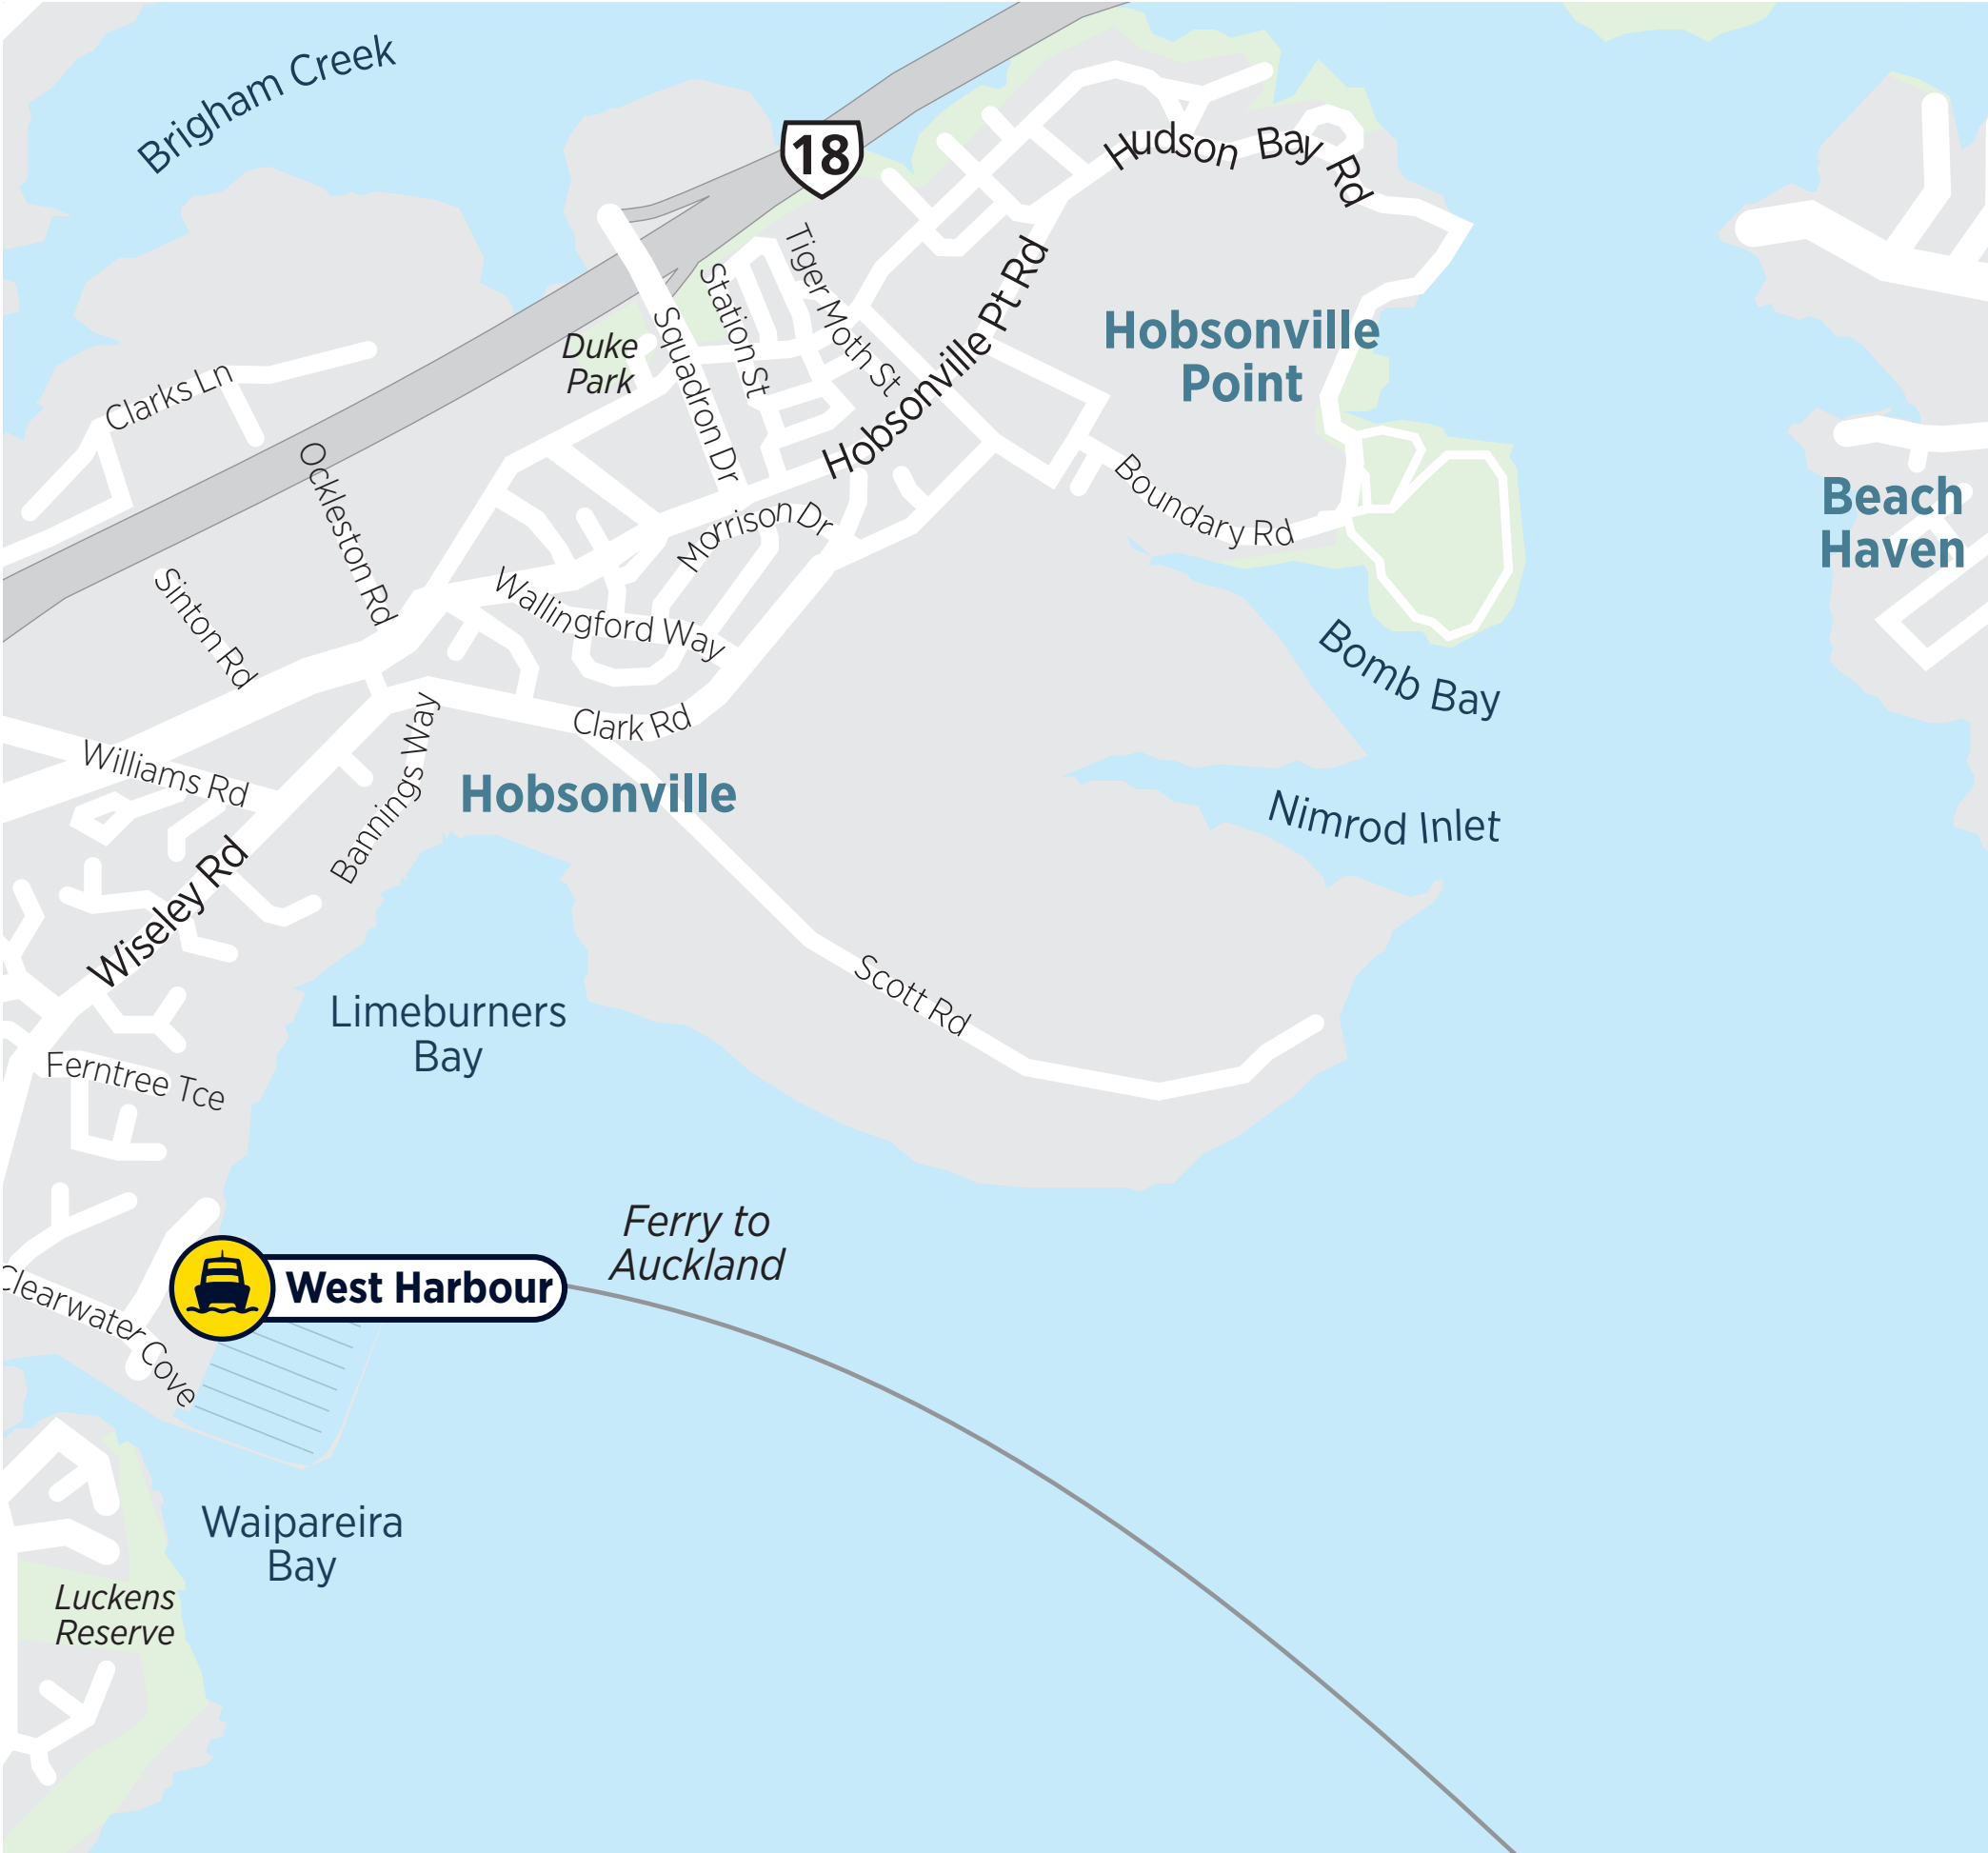 Brigham Creek
18
Hudson Bay Rd
Tiger Moth St
Station St
Squadron Dr
Duke
Park
Hobsonville Pt Rd
Hobsonville
Point
Clarks Ln
Ockleston Rd
Boundary Rd
Beach
Haven
Morrison Dr
Sinton Rd
Wallingford Way
Bomb Bay
Clark Rd
Bannings Way
Williams Rd
Hobsonville
Nimrod Inlet
Wiseley Rd
Scott Rd
Limeburners
Bay
Ferntree Tce
Ferry to
Auckland
West Harbour
Clearwater Cove
Waipareira
Bay
Luckens
Reserve